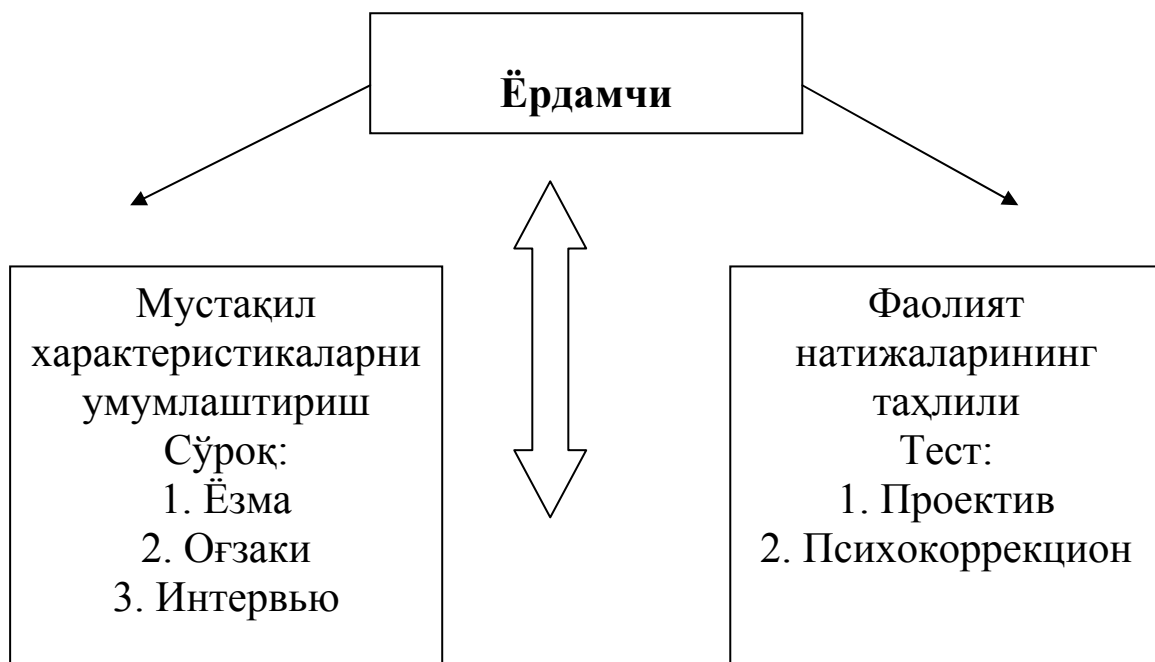 Ёрдамчи
Мустақил
характеристикаларни
умумлаштириш
Сўроқ:
1. Ёзма
2. Оғзаки
3. Интервью
Фаолият
натижаларининг
таҳлили
Тест:
1. Проектив
2. Психокоррекцион